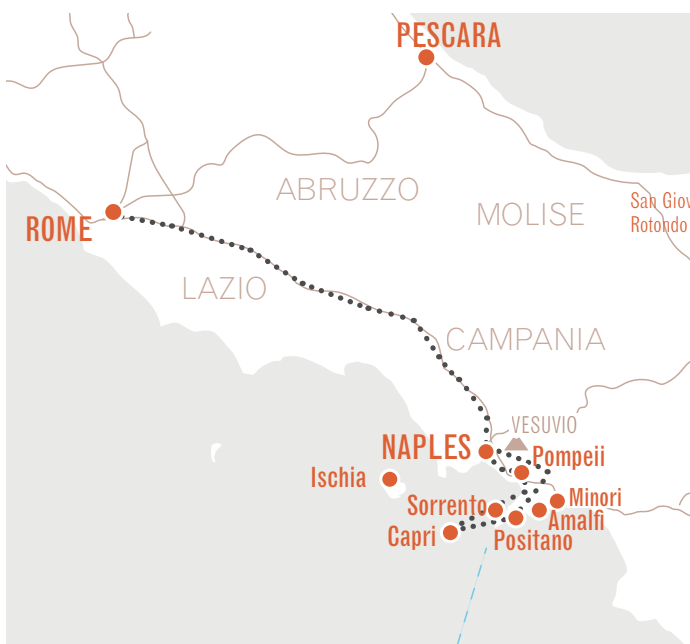 PESCARA
ABRUZZO
MOLISE
San Giov
Rotondo
ROME
LAZIO
CAMPANIA
VESUVIO
NAPLES
Pompeii
Ischia
Minori
Sorrento
Amalfi
Capri
Positano